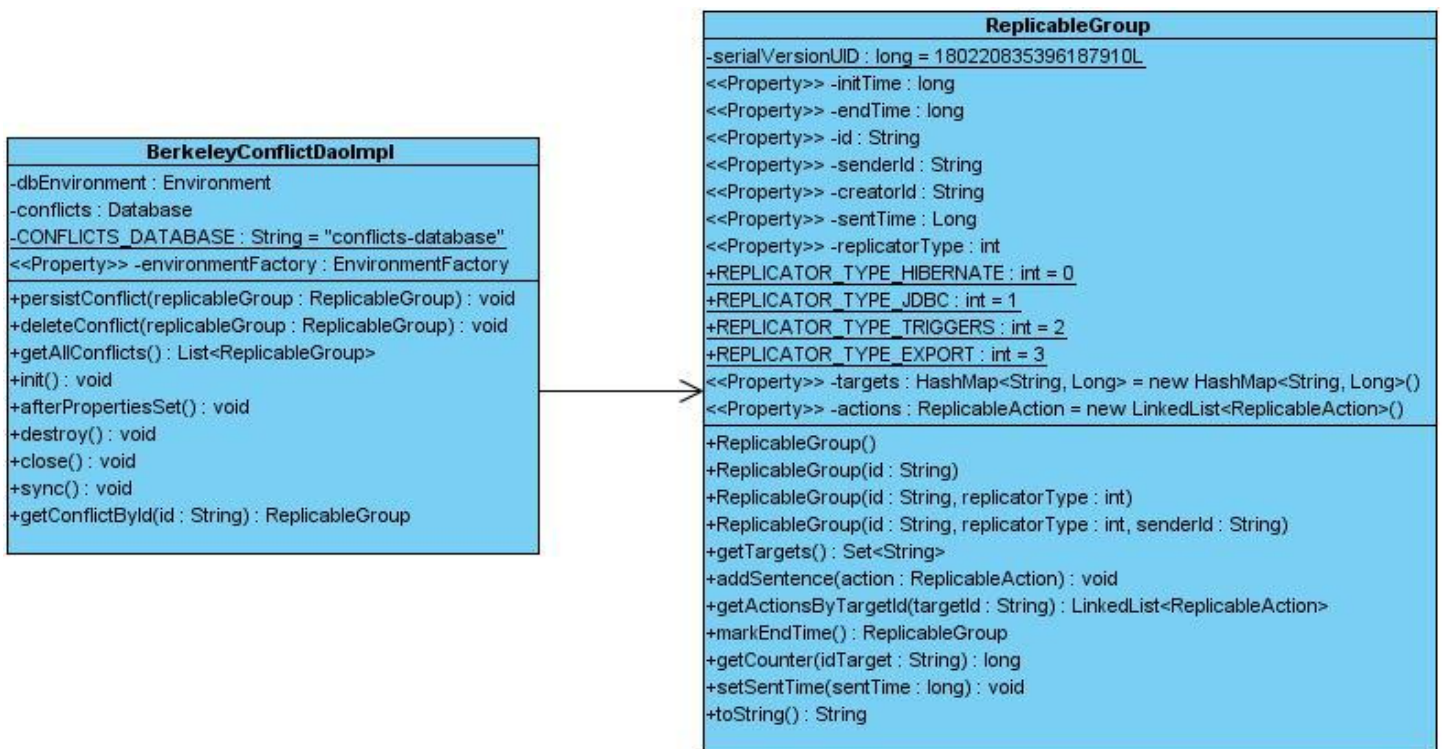 BerkeleyConflictDaoImpl
-dbEnvironment : Environment
-conflicts : Database
-CONFLICTS_DATABASE : String = "conflicts-database"
<<Property>> -environmentFactory : EnvironmentFactory
+persistConflict(replicableGroup : ReplicableGroup) : void
+deleteConflict(replicableGroup : ReplicableGroup) : void
+getAllConflicts() : List<ReplicableGroup>
+init() : void
+afterPropertiesSet() : void
+destroy() : void
+close() : void
+sync() : void
+getConflictById(id : String) : ReplicableGroup
ReplicableGroup
-serialVersionUID : long = 180220835396187910L
<<Property>> -initTime : long
<<Property>> -endTime : long
<<Property>> -id : String
<<Property>> -senderId : String
<<Property>> -creatorId : String
<<Property>> -sentTime : Long
<<Property>> -replicatorType : int
+REPLICATOR_TYPE_HIBERNATE : int = 0
+REPLICATOR_TYPE_JDBC : int = 1
+REPLICATOR_TYPE_TRIGGERS : int = 2
+REPLICATOR_TYPE_EXPORT : int = 3
<<Property>> -targets : HashMap<String, Long> = new HashMap<String, Long>()
<<Property>> -actions : ReplicableAction = new LinkedList<ReplicableAction>()
+ReplicableGroup()
+ReplicableGroup(id : String)
+ReplicableGroup(id : String, replicatorType : int)
+ReplicableGroup(id : String, replicatorType : int, senderId : String)
+getTargets() : Set<String>
+addSentence(action : ReplicableAction) : void
+getActionsByTargetId(targetId : String) : LinkedList<ReplicableAction>
+markEndTime() : ReplicableGroup
+getCounter(idTarget : String) : long
+setSentTime(sentTime : long) : void
+toString() : String